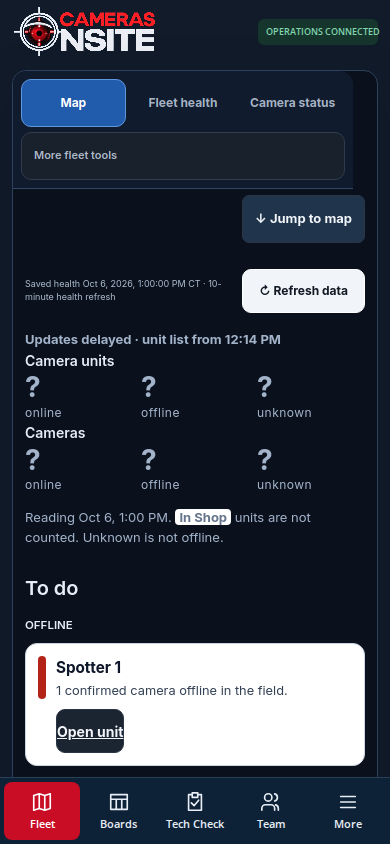 CAMERAS
NSITE
OPERATIONS CONNECTED
Map
Fleet health
Camera status
More fleet tools
↓ Jump to map
Saved health Oct 6, 2026, 1:00:00 PM CT · 10-
minute health refresh
↻ Refresh data
Updates delayed · unit list from 12:14 PM
Camera units
? ? ?
online offline unknown
Cameras
? ? ?
online offline unknown
Reading Oct 6, 1:00 PM. In Shop units are not
counted. Unknown is not offline.
To do
OFFLINE
Spotter 1
1 confirmed camera offline in the field.
Open unit
Fleet
Boards
Tech Check
Team
More